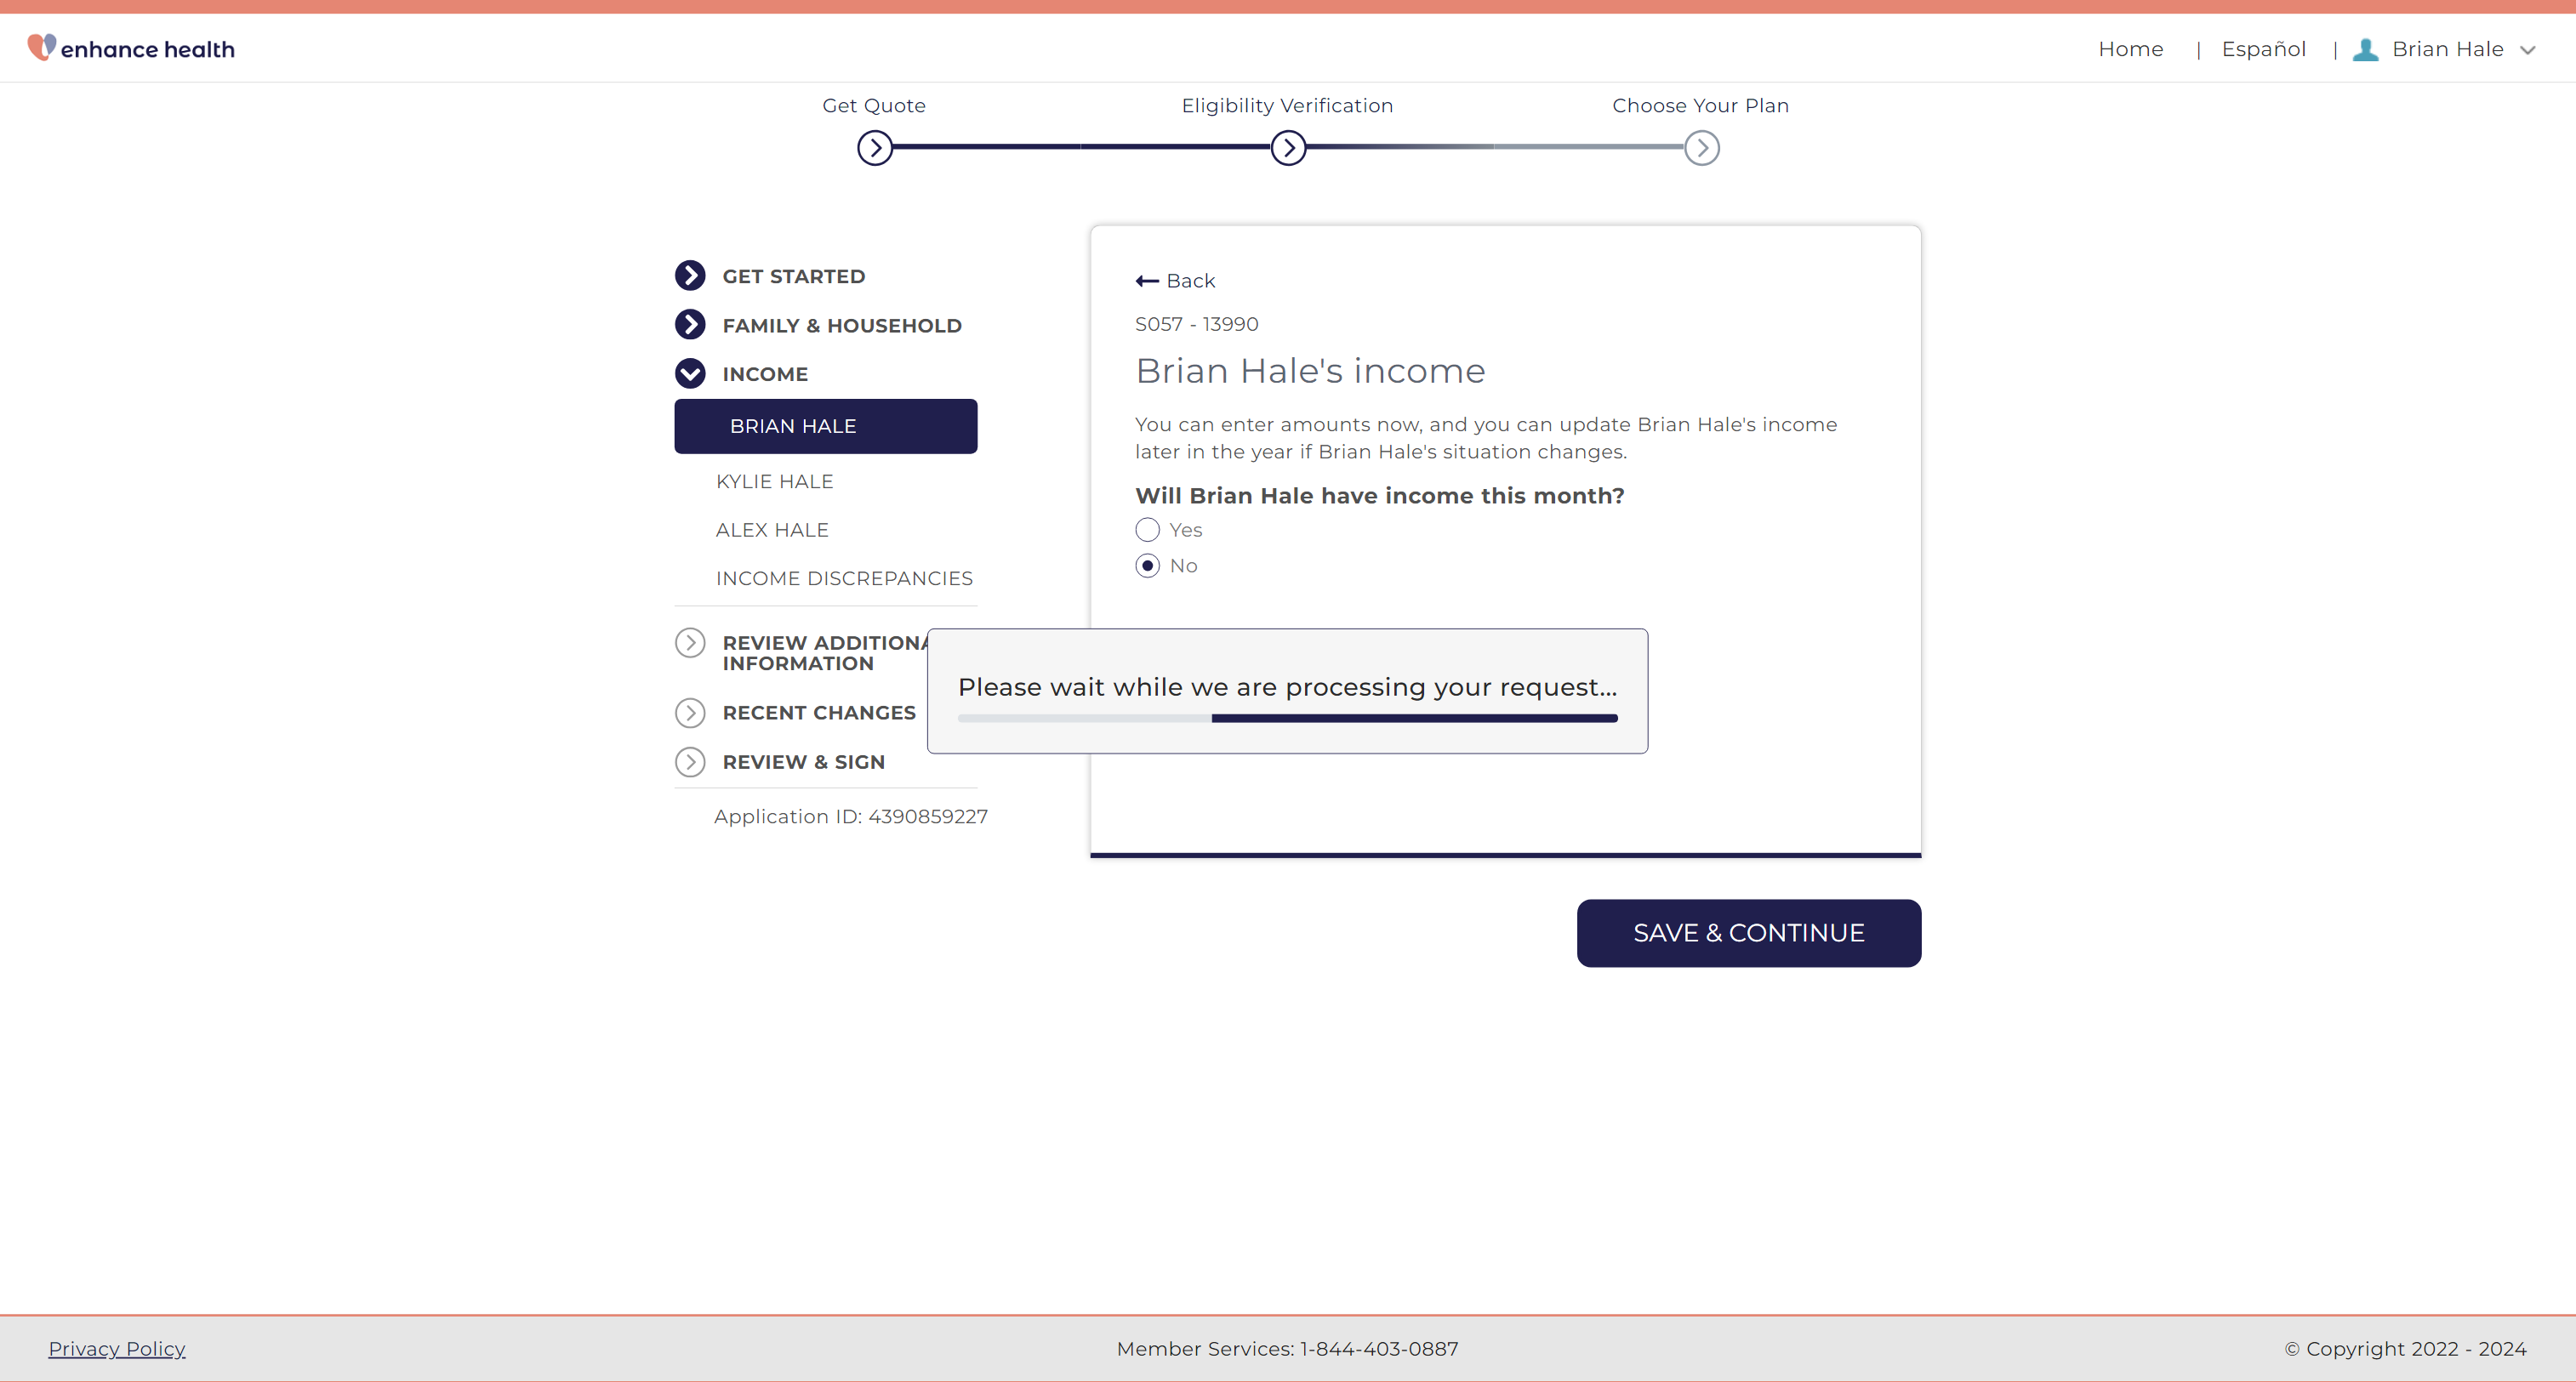 enhance health
Home | Español | Brian Hale
Get Quote
Eligibility Verification
Choose Your Plan
GET STARTED
FAMILY & HOUSEHOLD
INCOME
BRIAN HALE
KYLIE HALE
ALEX HALE
INCOME DISCREPANCIES
REVIEW ADDITIONA
INFORMATION
RECENT CHANGES
REVIEW & SIGN
Application ID: 4390859227
Back
S057 - 13990
Brian Hale's income
You can enter amounts now, and you can update Brian Hale's income
later in the year if Brian Hale's situation changes.
Will Brian Hale have income this month?
Yes
No
Please wait while we are processing your request...
SAVE & CONTINUE
Privacy Policy
Member Services: 1-844-403-0887
© Copyright 2022 - 2024